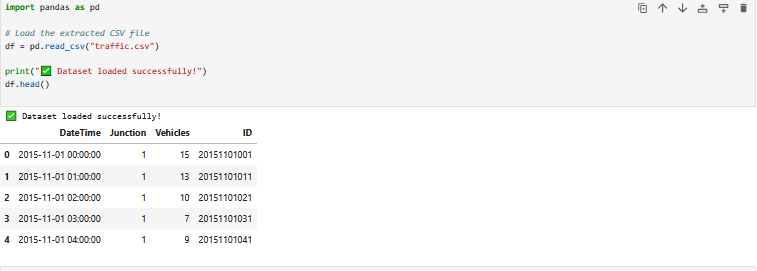 import pandas as pd
# Load the extracted CSV file
df = pd.read_csv("traffic.csv")
print("✅ Dataset loaded successfully!")
df.head()
✅ Dataset loaded successfully!
DateTime Junction Vehicles ID
0 2015-11-01 00:00:00 1 15 20151101001
1 2015-11-01 01:00:00 1 13 20151101011
2 2015-11-01 02:00:00 1 10 20151101021
3 2015-11-01 03:00:00 1 7 20151101031
4 2015-11-01 04:00:00 1 9 20151101041